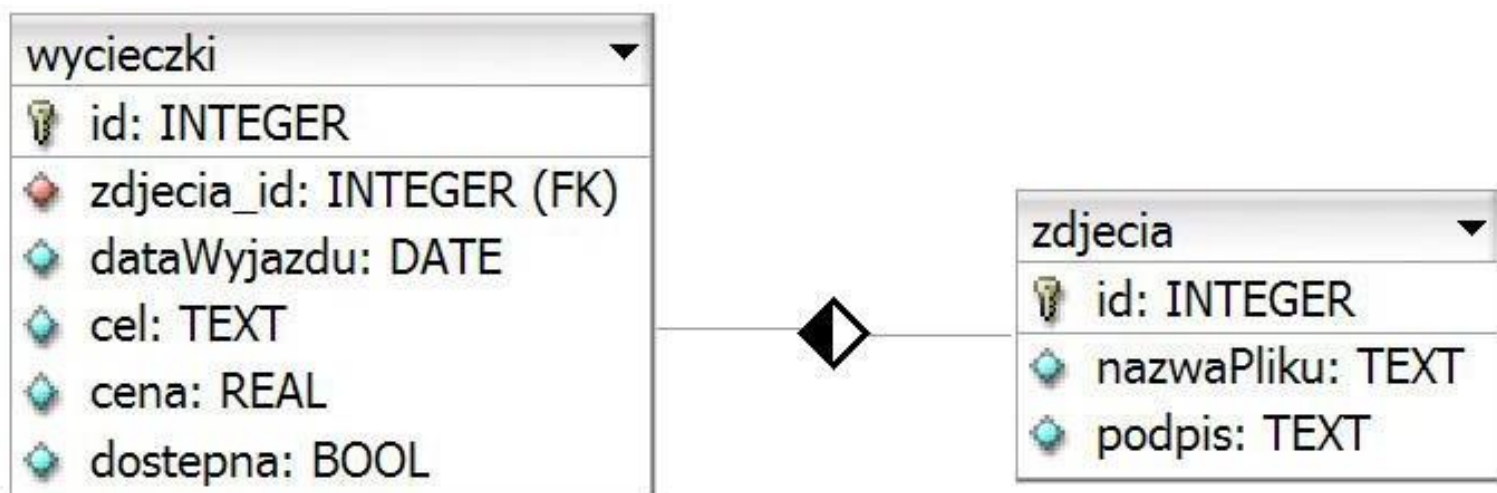 wycieczki
id: INTEGER
zdjecia_id: INTEGER (FK)
dataWyjazdu: DATE
cel: TEXT
cena: REAL
dostepna: BOOL
zdjecia
id: INTEGER
nazwaPliku: TEXT
podpis: TEXT